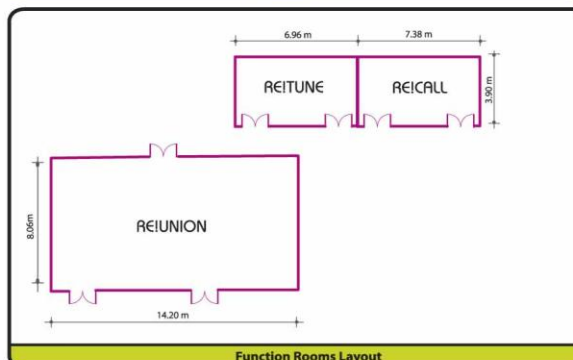 6.96 m
7.38 m
RE!TUNE
RE!CALL
3.90 m
8.06m
RE!UNION
14.20 m
Function Rooms Layout